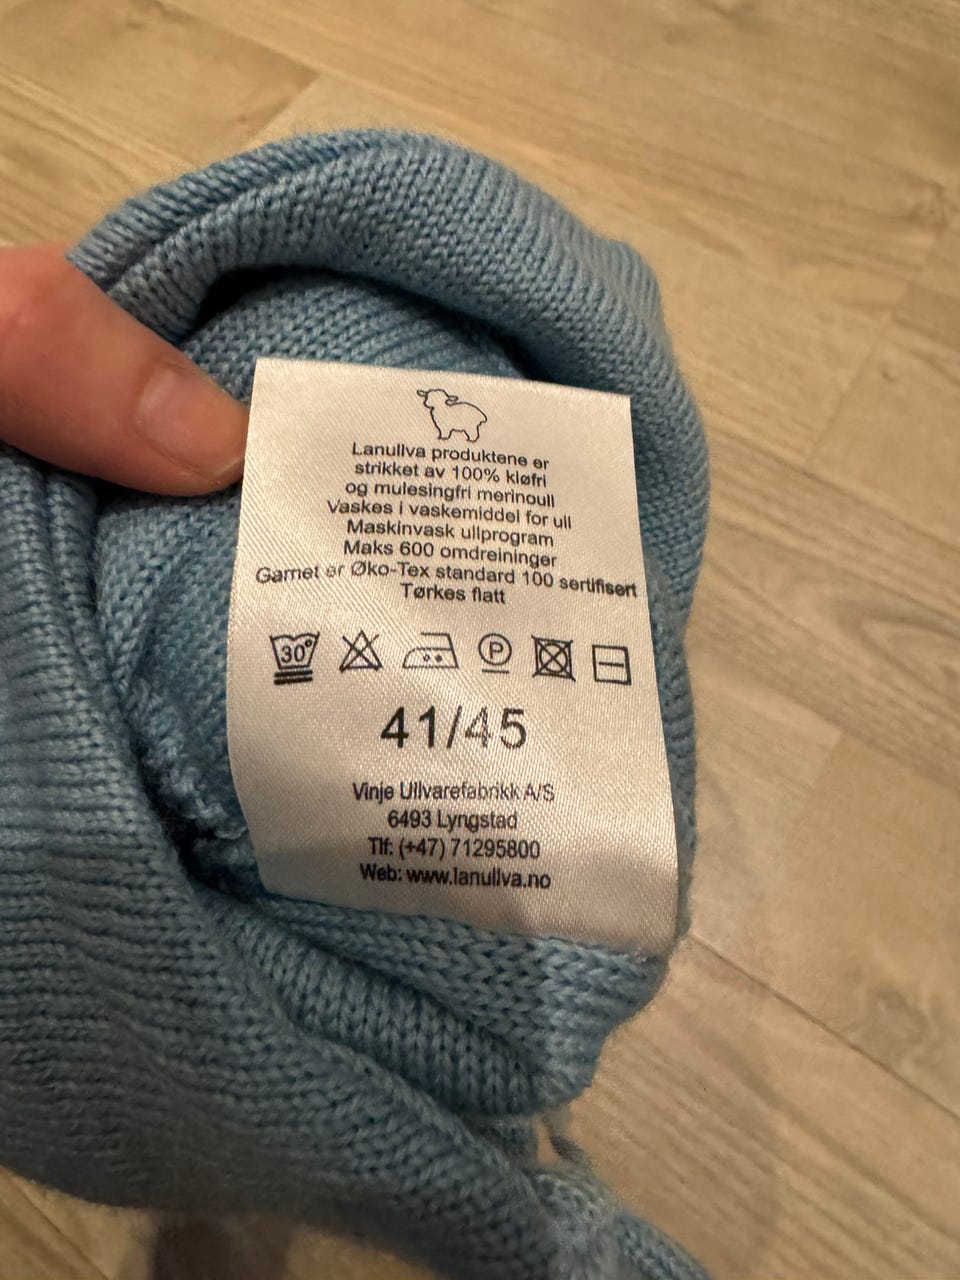 Lanullva produktene er
strikket av 100% kløfri
og mulesingfri merinoull
Vaskes i vaskemiddel for ull
Maskinvask ullprogram
Maks 600 omdreininger
Garnet er Øko-Tex standard 100 sertifisert
Tørkes flatt
30° P
41/45
Vinje Ullvarefabrikk A/S
6493 Lyngstad
Tlf: (+47) 71295800
Web: www.lanullva.no